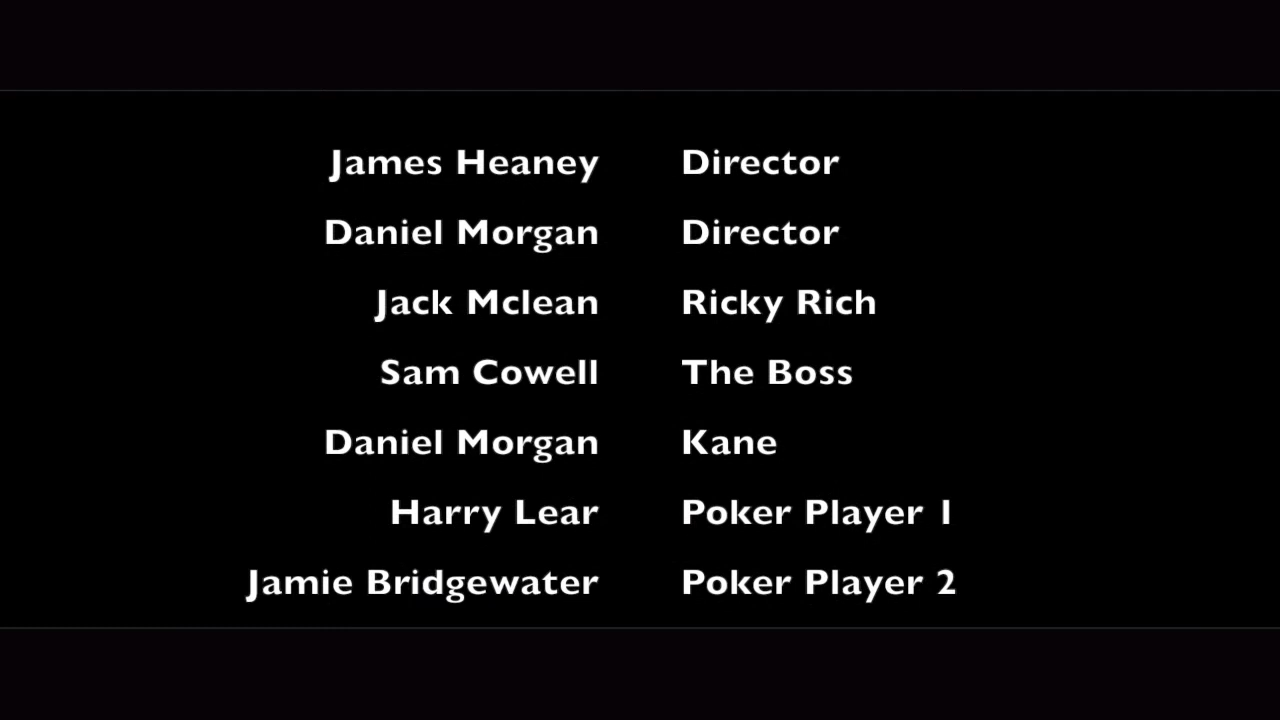 James Heaney Director
Daniel Morgan Director
Jack Mclean Ricky Rich
Sam Cowell The Boss
Daniel Morgan Kane
Harry Lear Poker Player 1
Jamie Bridgewater Poker Player 2